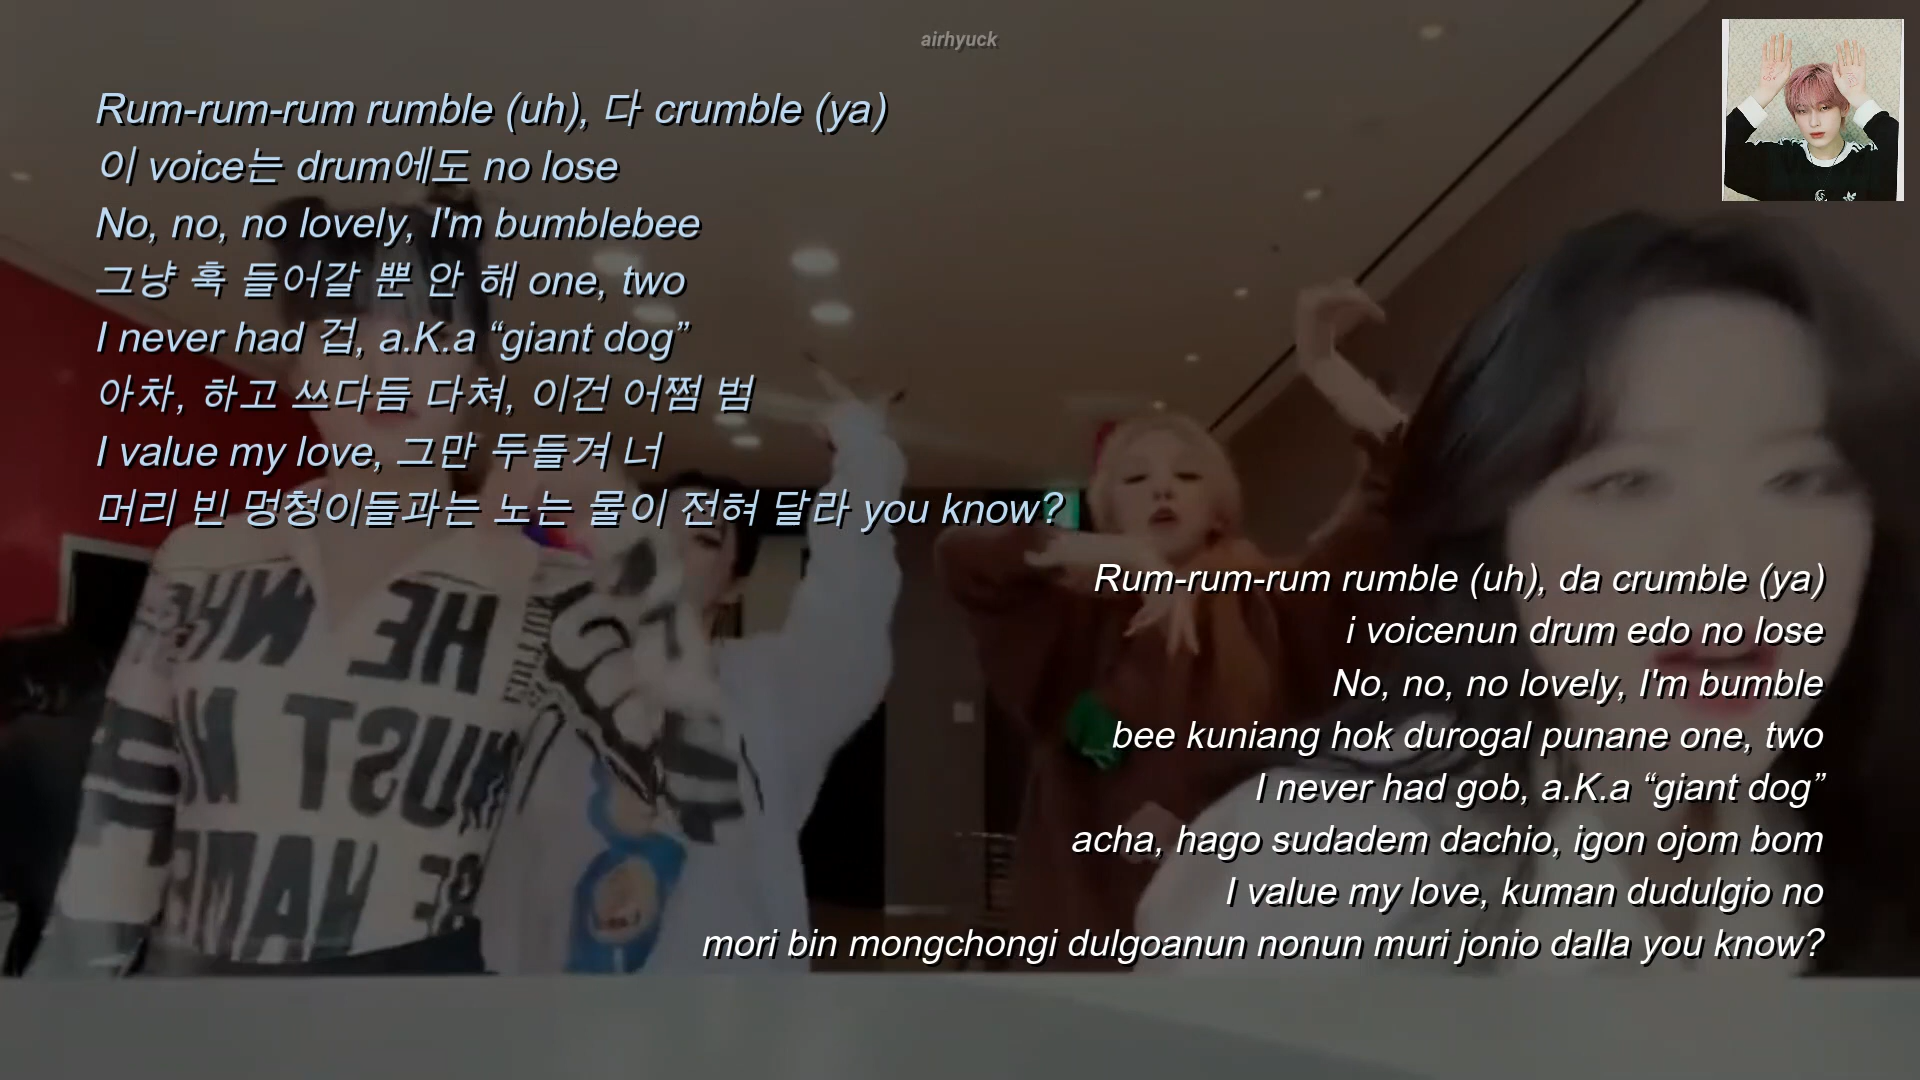 airhyuck
Rum-rum-rum rumble (uh), 다 crumble (ya)
이 voice는 drum에도 no lose
No, no, no lovely, I'm bumblebee
그냥 훅 들어갈 뿐 안 해 one, two
I never had 겁, a.K.a “giant dog”
아차, 하고 쓰다듬 다쳐, 이건 어쩜 범
I value my love, 그만 두들겨 너
머리 빈 멍청이들과는 노는 물이 전혀 달라 you know?
Rum-rum-rum rumble (uh), da crumble (ya)
i voicenun drum edo no lose
No, no, no lovely, I'm bumble
bee kuniang hok durogal punane one, two
I never had gob, a.K.a “giant dog”
acha, hago sudadem dachio, igon ojom bom
I value my love, kuman dudulgio no
mori bin mongchongi dulgoanun nonun muri jonio dalla you know?